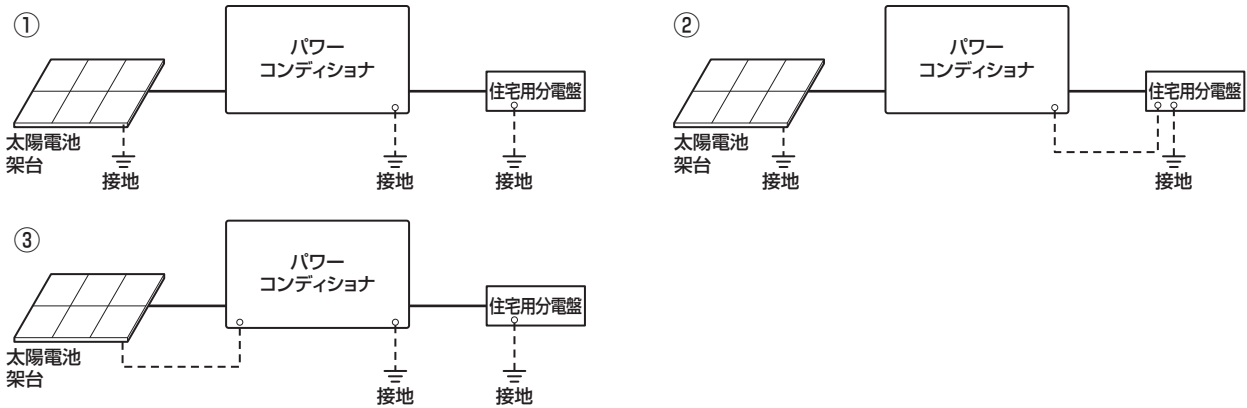 ①
パワー
コンディショナ
住宅用分電盤
太陽電池
架台
接地
接地
接地
②
パワー
コンディショナ
住宅用分電盤
太陽電池
架台
接地
接地
③
パワー
コンディショナ
住宅用分電盤
太陽電池
架台
接地
接地